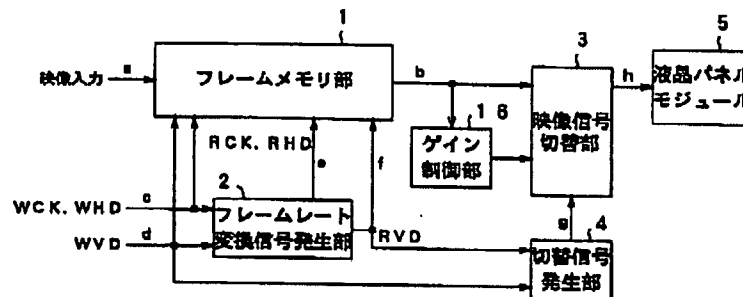 1
フレームメモリ部
映像入力
a
b
3
映像信号
切替部
h
5
液晶パネル
モジュール
16
ゲイン
制御部
RCK, RHD
e
f
2
フレームレート
変換信号発生部
WCK, WHD
c
WVD
d
RVD
g
4
切替信号
発生部